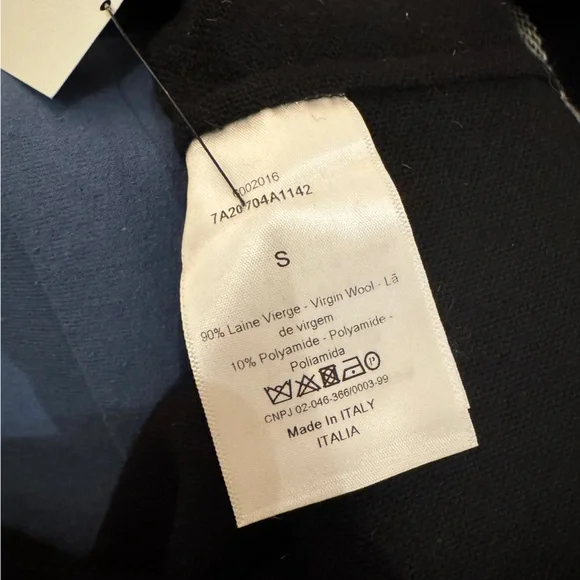 0002016
7A20704A1142
S
90% Laine Vierge - Virgin Wool - Lã
de virgem
10% Polyamide - Polyamide -
Poliamida
P
CNPJ 02-046-366/0003-99
Made In ITALY
ITALIA